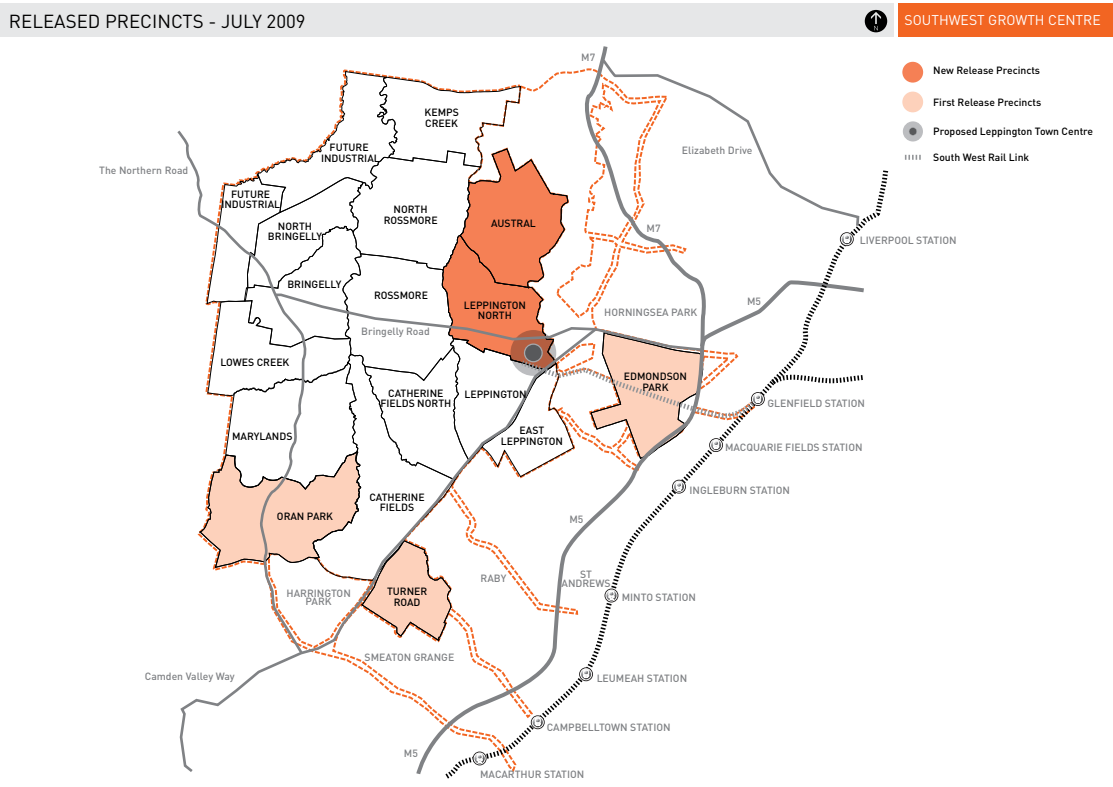 RELEASED PRECINCTS - JULY 2009
N
SOUTHWEST GROWTH CENTRE
New Release Precincts
First Release Precincts
Proposed Leppington Town Centre
South West Rail Link
M7
KEMPS
CREEK
FUTURE
INDUSTRIAL
Elizabeth Drive
The Northern Road
FUTURE
INDUSTRIAL
NORTH
ROSSMORE
AUSTRAL
NORTH
BRINGELLY
M7
LIVERPOOL STATION
BRINGELLY
ROSSMORE
LEPPINGTON
NORTH
M5
HORNINGSEA PARK
Bringelly Road
LOWES CREEK
EDMONDSON
PARK
CATHERINE
FIELDS NORTH
LEPPINGTON
GLENFIELD STATION
MARYLANDS
EAST
LEPPINGTON
MACQUARIE FIELDS STATION
INGLEBURN STATION
CATHERINE
FIELDS
ORAN PARK
M5
RABY
ST
ANDREWS
HARRINGTON
PARK
TURNER
ROAD
MINTO STATION
SMEATON GRANGE
Camden Valley Way
LEUMEAH STATION
CAMPBELLTOWN STATION
M5
MACARTHUR STATION